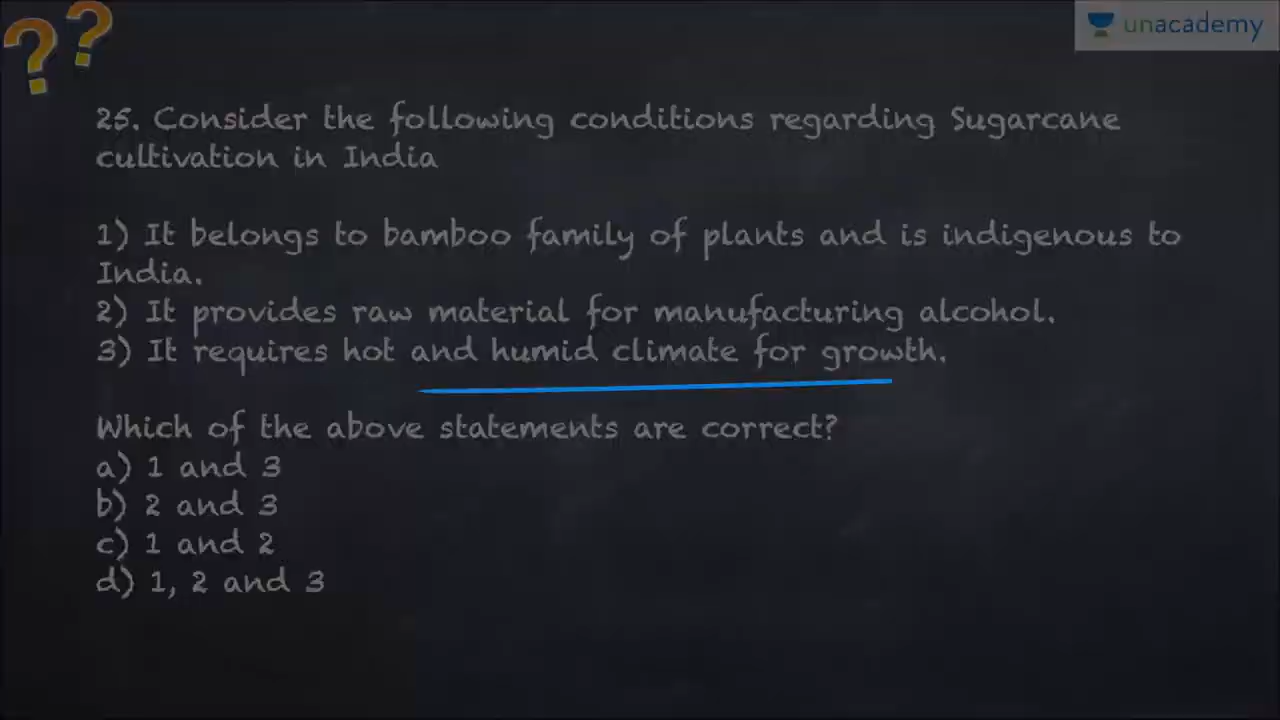 ??
unacademy
25. Consider the following conditions regarding Sugarcane
cultivation in India
1) It belongs to bamboo family of plants and is indigenous to
India.
2) It provides raw material for manufacturing alcohol.
3) It requires hot and humid climate for growth.
Which of the above statements are correct?
a) 1 and 3
b) 2 and 3
c) 1 and 2
d) 1, 2 and 3